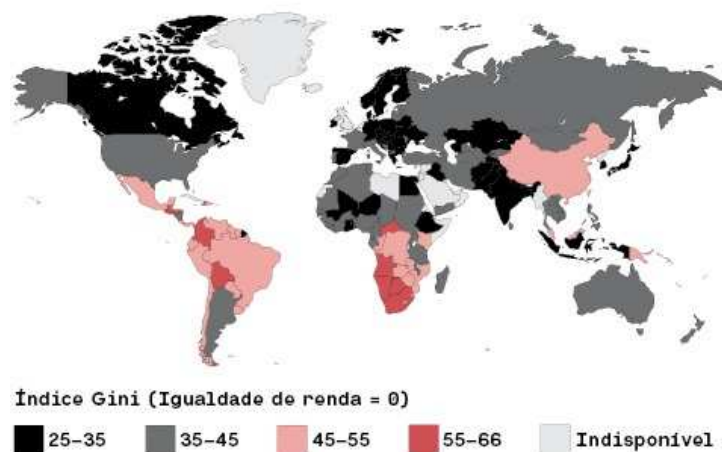 Índice Gini (Igualdade de renda = 0)
25-35 35-45 45-55 55-66 Indisponível